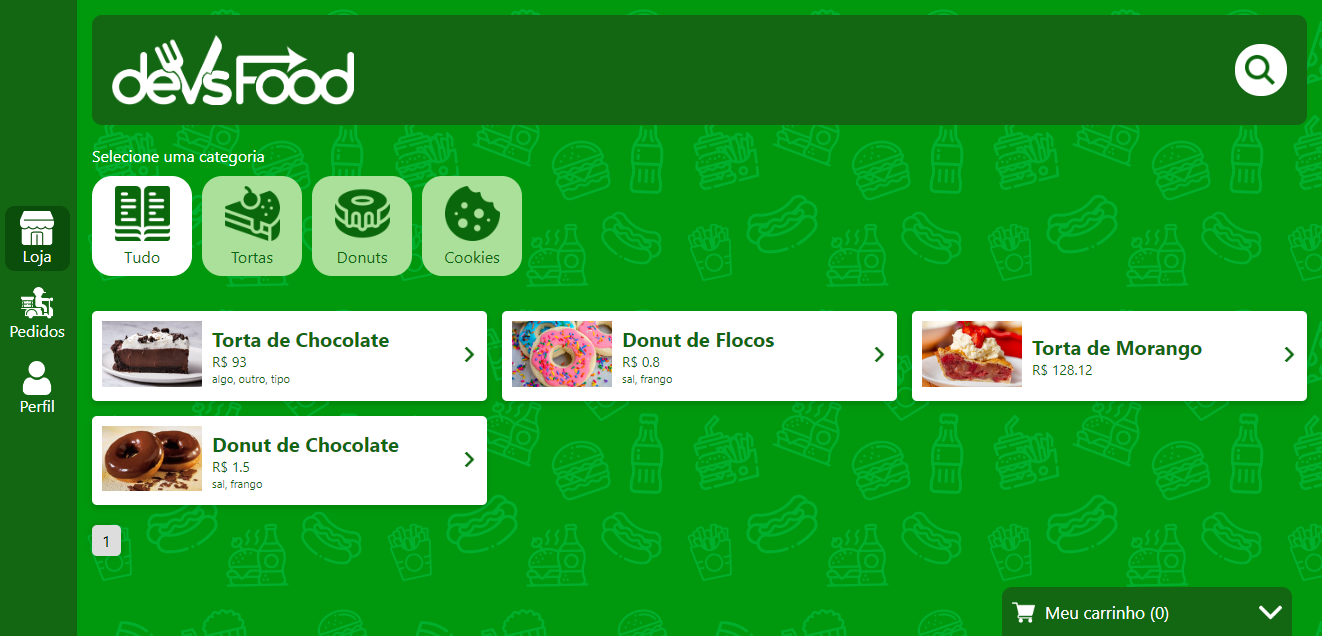 devsFood
Selecione uma categoria
Tudo
Tortas
Donuts
Cookies
Loja
Pedidos
Perfil
Torta de Chocolate
R$ 93
algo, outro, tipo
Donut de Flocos
R$ 0.8
sal, frango
Torta de Morango
R$ 128.12
Donut de Chocolate
R$ 1.5
sal, frango
1
Meu carrinho (0)